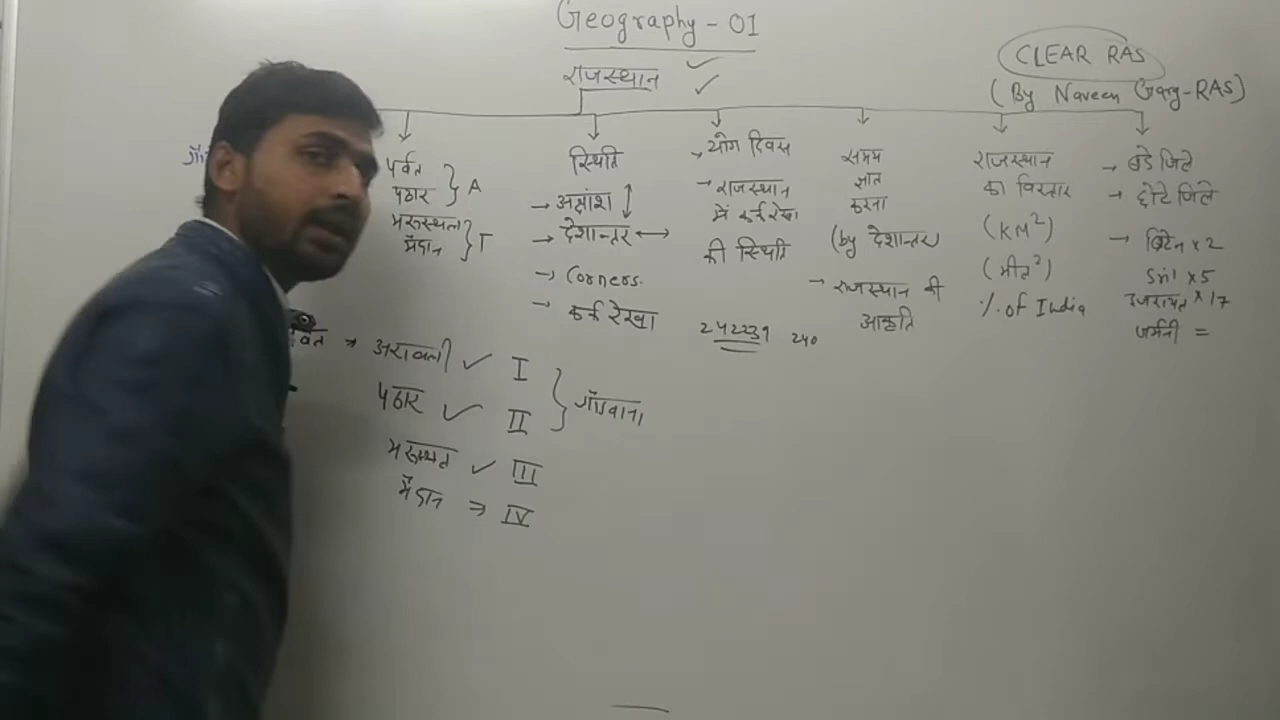 Geography - 01
राजस्थान
CLEAR RAS
(By Naveen Garg-RAS)
पर्वत
पठार } A
मरूस्थल
मैदान } T
स्थिति
→ अक्षांश ↕
→ देशान्तर ↔
→ Corners.
→ कर्क रेखा
→ योग दिवस
→ राजस्थान
में कर्क रेखा
की स्थिति
242239 240
समय
ज्ञात
करना
(by देशान्तर)
→ राजस्थान की
आकृति
राजस्थान
का विस्तार
(KM²)
(मील²)
% of India
→ बडे जिले
→ छोटे जिले
→ ब्रिटेन x 2
x 5
इजरायल x 17
जर्मनी =
अरावली ✓ I
पठार ✓ II
} गोंडवाना
मरूस्थल ✓ III
मैदान ⇒ IV